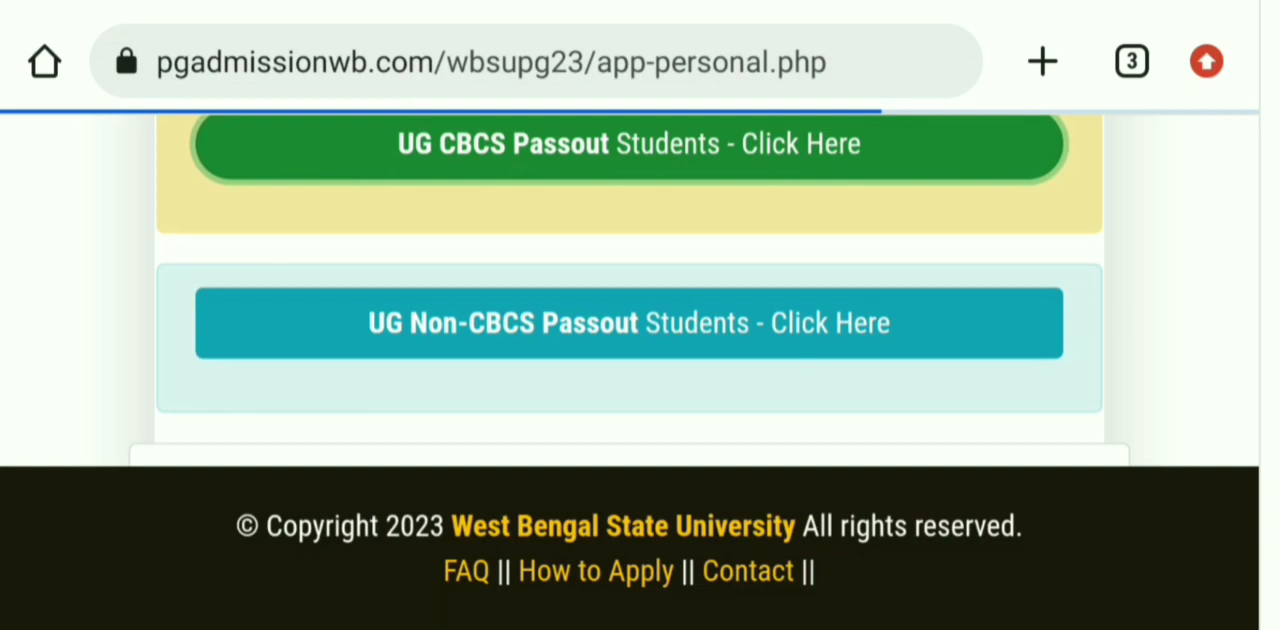 pgadmissionwb.com/wbsupg23/app-personal.php
3
UG CBCS Passout Students - Click Here
UG Non-CBCS Passout Students - Click Here
© Copyright 2023 West Bengal State University All rights reserved.
FAQ || How to Apply || Contact ||